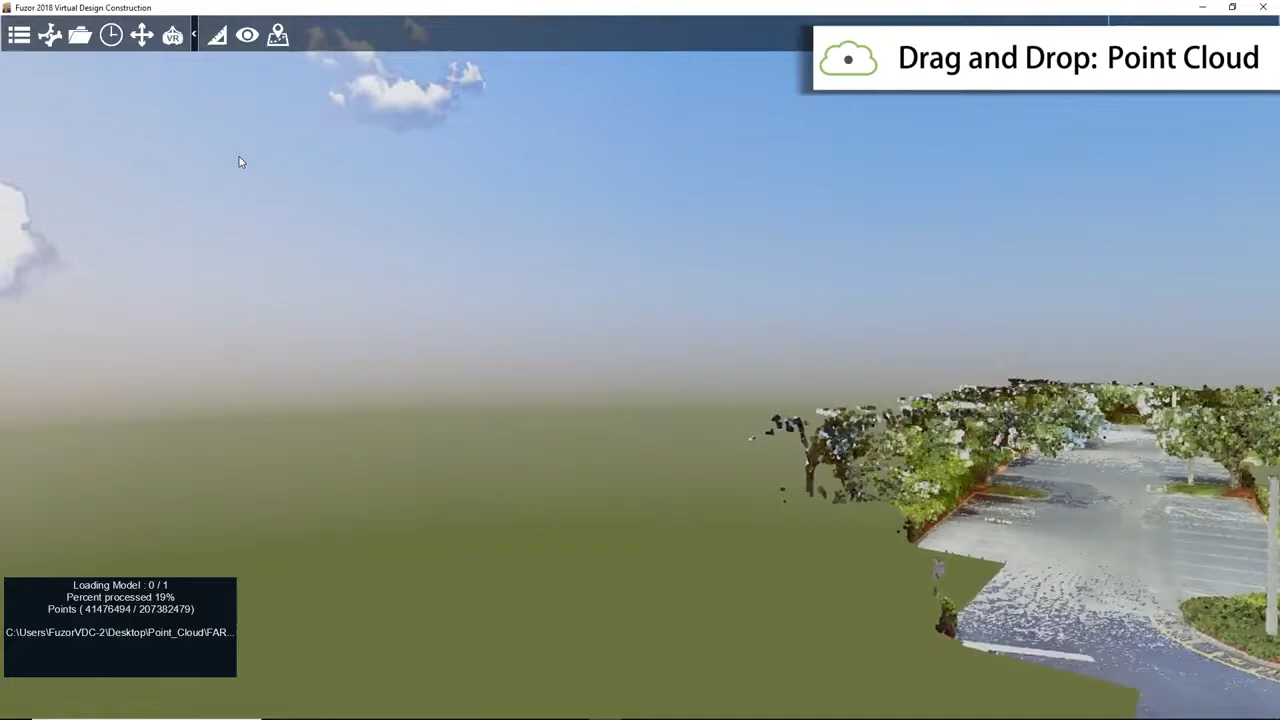 Fuzor 2018 Virtual Design Construction
VR
Drag and Drop: Point Cloud
Loading Model : 0 / 1
Percent processed 19%
Points ( 41476494 / 207382479)
C:\Users\FuzorVDC-2\Desktop\Point_Cloud\FAR...